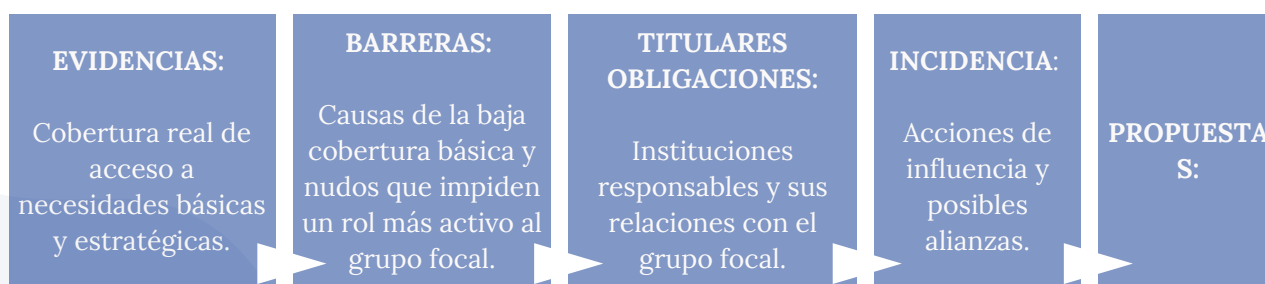 EVIDENCIAS:
Cobertura real de
acceso a
necesidades básicas
y estratégicas.
BARRERAS:
Causas de la baja
cobertura básica y
nudos que impiden
un rol más activo al
grupo focal.
TITULARES
OBLIGACIONES:
Instituciones
responsables y sus
relaciones con el
grupo focal.
INCIDENCIA:
Acciones de
influencia y
posibles
alianzas.
PROPUESTA
S: